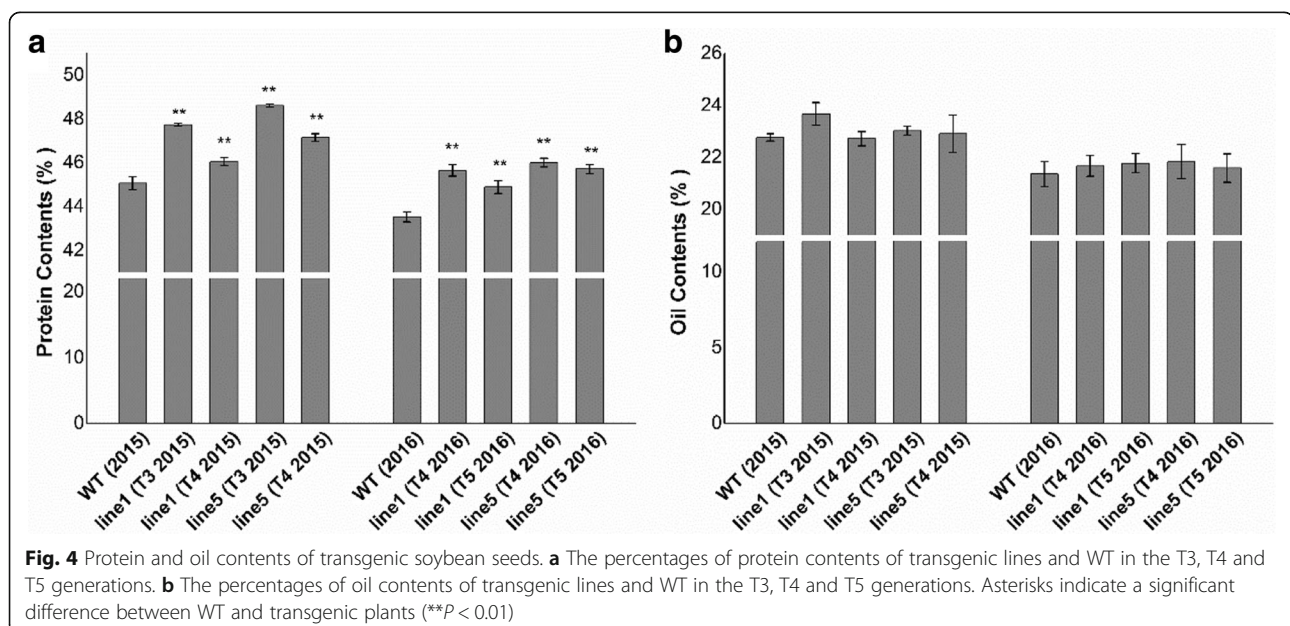 a
Protein Contents (%)
50
48
46
44
42
20
10
0
**
**
**
**
**
**
**
**
WT (2015)
line1 (T3 2015)
line1 (T4 2015)
line5 (T3 2015)
line5 (T4 2015)
WT (2016)
line1 (T4 2016)
line1 (T5 2016)
line5 (T4 2016)
line5 (T5 2016)
b
Oil Contents (%)
26
24
22
20
10
5
0
WT (2015)
line1 (T3 2015)
line1 (T4 2015)
line5 (T3 2015)
line5 (T4 2015)
WT (2016)
line1 (T4 2016)
line1 (T5 2016)
line5 (T4 2016)
line5 (T5 2016)
Fig. 4 Protein and oil contents of transgenic soybean seeds. a The percentages of protein contents of transgenic lines and WT in the T3, T4 and
T5 generations. b The percentages of oil contents of transgenic lines and WT in the T3, T4 and T5 generations. Asterisks indicate a significant
difference between WT and transgenic plants (**P < 0.01)